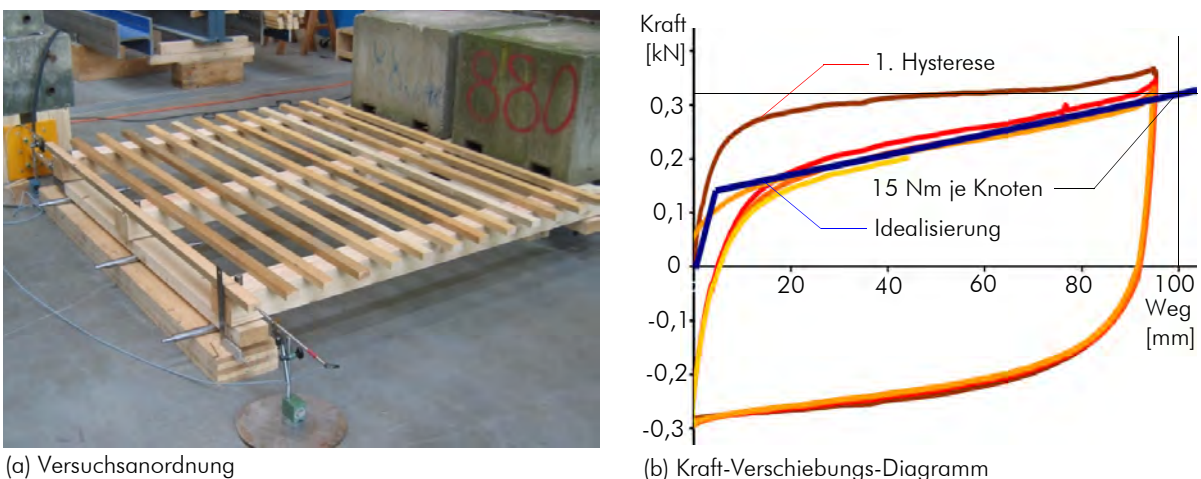 880
(a) Versuchsanordnung
Kraft
[kN]
0,3
0,2
0,1
0
-0,1
-0,2
-0,3
20
40
60
80
100
Weg
[mm]
1. Hysterese
15 Nm je Knoten
Idealisierung
(b) Kraft-Verschiebungs-Diagramm